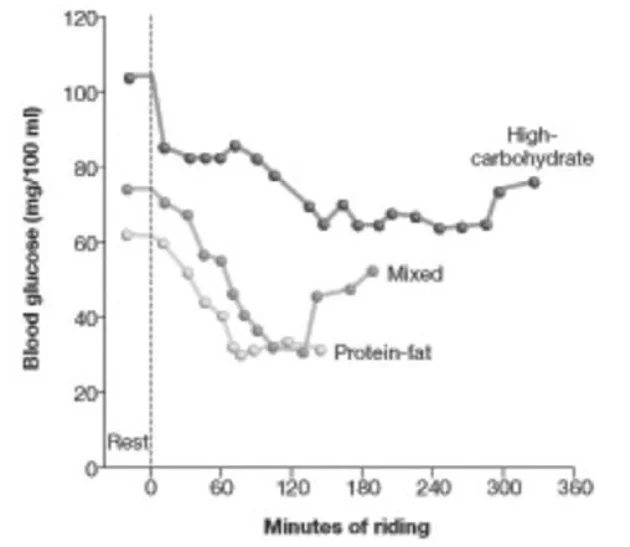 120
100
80
60
40
20
0
Blood glucose (mg/100 ml)
High-
carbohydrate
Mixed
Protein-fat
Rest
0 60 120 180 240 300 360
Minutes of riding